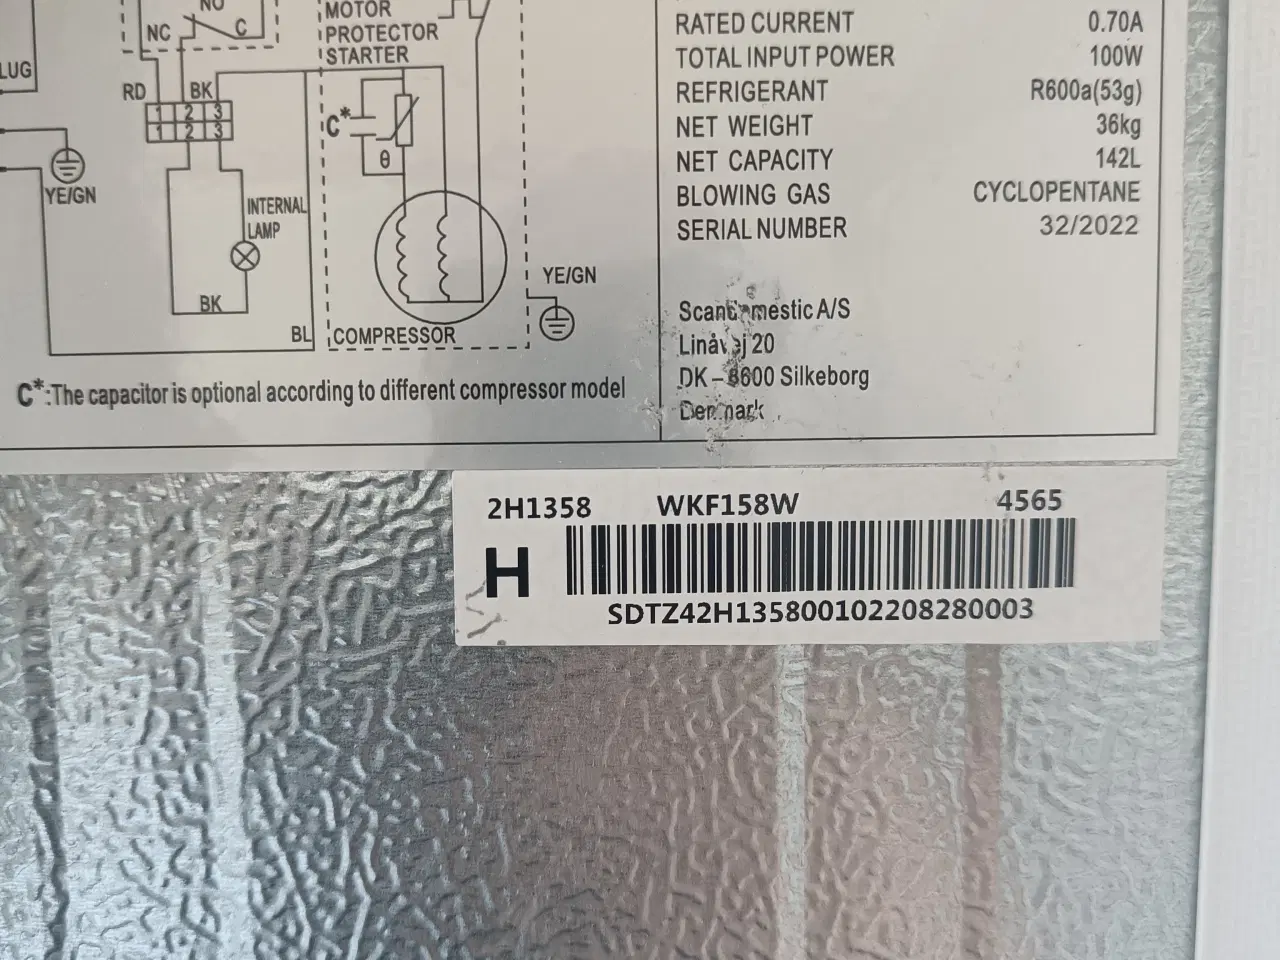 NO
NC
C
MOTOR
PROTECTOR
STARTER
LUG
RD
BK
1 2 3
1 2 3
C*
θ
YE/GN
INTERNAL
LAMP
BK
BL
COMPRESSOR
YE/GN
C*:The capacitor is optional according to different compressor model
RATED CURRENT 0.70A
TOTAL INPUT POWER 100W
REFRIGERANT R600a(53g)
NET WEIGHT 36kg
NET CAPACITY 142L
BLOWING GAS CYCLOPENTANE
SERIAL NUMBER 32/2022
Scandomestic A/S
Linåvej 20
DK – 8600 Silkeborg
Denmark
2H1358 WKF158W 4565
H
SDTZ42H135800102208280003